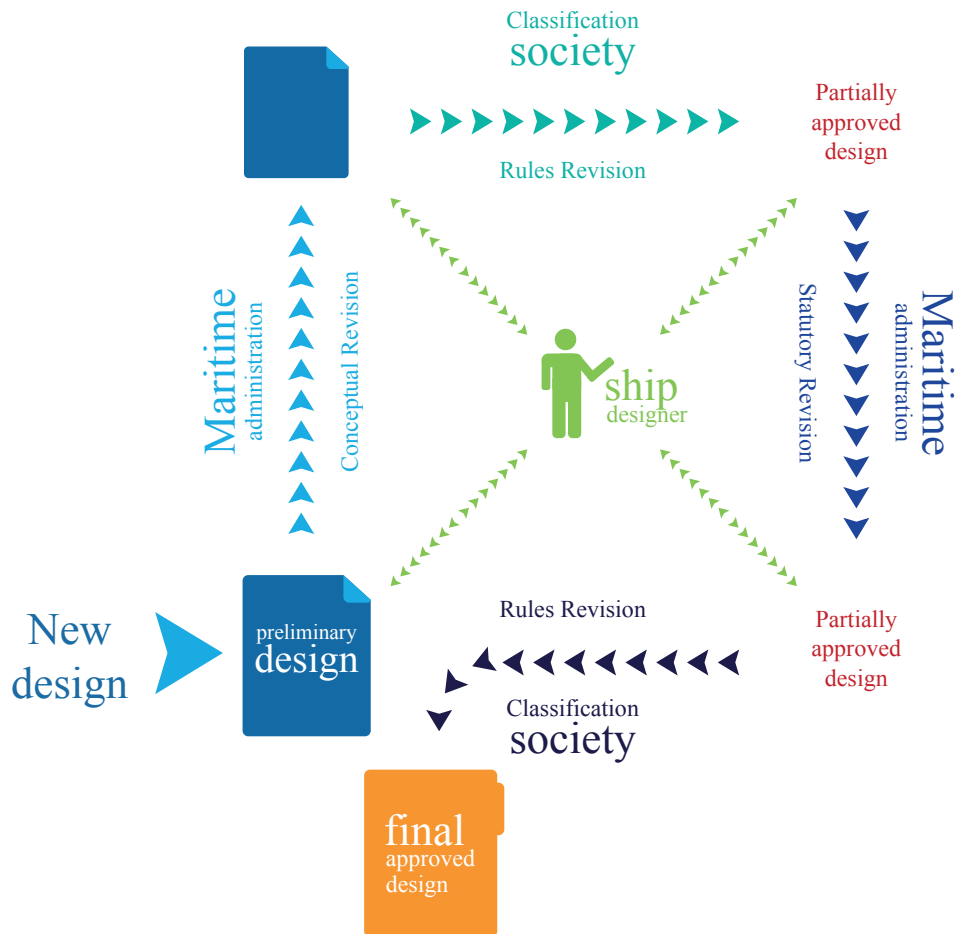 Classification
society
Rules Revision
Partially
approved
design
Maritime
administration
Conceptual Revision
Statutory Revision
Maritime
administration
ship
designer
New
design
preliminary
design
Rules Revision
Classification
society
Partially
approved
design
final
approved
design